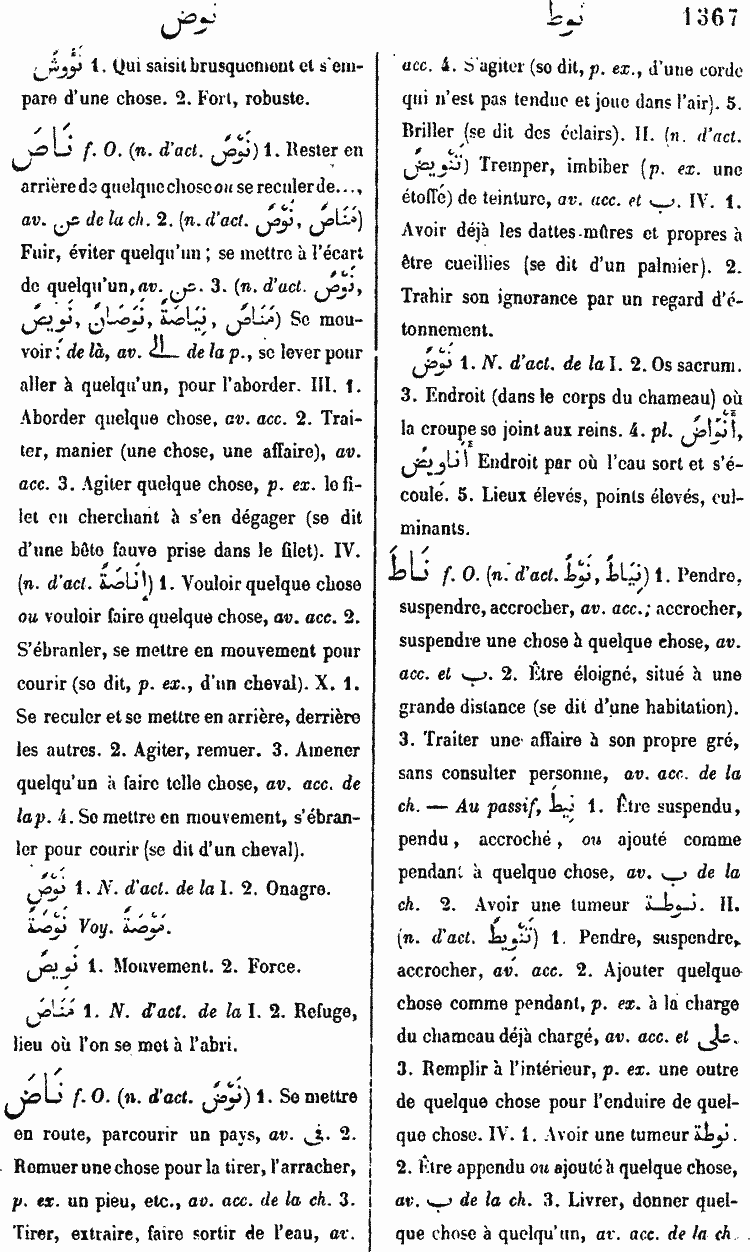 نوض
نوط
1367
نَؤُوشٌ 1. Qui saisit brusquement et s'em-
pare d'une chose. 2. Fort, robuste.
نَاصَ f. O. (n. d'act. نَوْصٌ) 1. Rester en
arrière de quelque chose ou se reculer de...,
av. عن de la ch. 2. (n. d'act. مَنَاصٌ, نَوْصٌ)
Fuir, éviter quelqu'un ; se mettre à l'écart
de quelqu'un, av. عن. 3. (n. d'act. نَوْصٌ,
مَنَاصٌ, نِيَاصَةٌ, نَوَصَانٌ, نَوِيصٌ) Se mou-
voir; de là, av. الى de la p., se lever pour
aller à quelqu'un, pour l'aborder. III. 1.
Aborder quelque chose, av. acc. 2. Trai-
ter, manier (une chose, une affaire), av.
acc. 3. Agiter quelque chose, p. ex. le fi-
let en cherchant à s'en dégager (se dit
d'une bête fauve prise dans le filet). IV.
(n. d'act. إِنَاصَةٌ) 1. Vouloir quelque chose
ou vouloir faire quelque chose, av. acc. 2.
S'ébranler, se mettre en mouvement pour
courir (se dit, p. ex., d'un cheval). X. 1.
Se reculer et se mettre en arrière, derrière
les autres. 2. Agiter, remuer. 3. Amener
quelqu'un à faire telle chose, av. acc. de
la p. 4. Se mettre en mouvement, s'ébran-
ler pour courir (se dit d'un cheval).
نَوْصٌ 1. N. d'act. de la I. 2. Onagre.
نَوْصَةٌ Voy. مَوْصَةٌ.
نَوِيصٌ 1. Mouvement. 2. Force.
مَنَاصٌ 1. N. d'act. de la I. 2. Refuge,
lieu où l'on se met à l'abri.
نَاضَ f. O. (n. d'act. نَوْضٌ) 1. Se mettre
en route, parcourir un pays, av. فى. 2.
Remuer une chose pour la tirer, l'arracher,
p. ex. un pieu, etc., av. acc. de la ch. 3.
Tirer, extraire, faire sortir de l'eau, av.
acc. 4. S'agiter (se dit, p. ex., d'une corde
qui n'est pas tendue et joue dans l'air). 5.
Briller (se dit des éclairs). II. (n. d'act.
تَنْوِيضٌ) Tremper, imbiber (p. ex. une
étoffe) de teinture, av. acc. et ب. IV. 1.
Avoir déjà les dattes mûres et propres à
être cueillies (se dit d'un palmier). 2.
Trahir son ignorance par un regard d'é-
tonnement.
نَوْضٌ 1. N. d'act. de la I. 2. Os sacrum.
3. Endroit (dans le corps du chameau) où
la croupe se joint aux reins. 4. pl. أَنْوَاضٌ,
أَنَاوِيضُ Endroit par où l'eau sort et s'é-
coule. 5. Lieux élevés, points élevés, cul-
minants.
نَاطَ f. O. (n. d'act. نَوْطٌ, نِيَاطٌ) 1. Pendre,
suspendre, accrocher, av. acc.; accrocher,
suspendre une chose à quelque chose, av.
acc. et ب. 2. Être éloigné, situé à une
grande distance (se dit d'une habitation).
3. Traiter une affaire à son propre gré,
sans consulter personne, av. acc. de la
ch. — Au passif, نِيطَ 1. Être suspendu,
pendu, accroché, ou ajouté comme
pendant à quelque chose, av. ب de la
ch. 2. Avoir une tumeur نوطة. II.
(n. d'act. تَنْوِيطٌ) 1. Pendre, suspendre,
accrocher, av. acc. 2. Ajouter quelque
chose comme pendant, p. ex. à la charge
du chameau déjà chargé, av. acc. et على.
3. Remplir à l'intérieur, p. ex. une outre
de quelque chose pour l'enduire de quel-
que chose. IV. 1. Avoir une tumeur نوطة.
2. Être appendu ou ajouté à quelque chose,
av. ب de la ch. 3. Livrer, donner quel-
que chose à quelqu'un, av. acc. de la ch